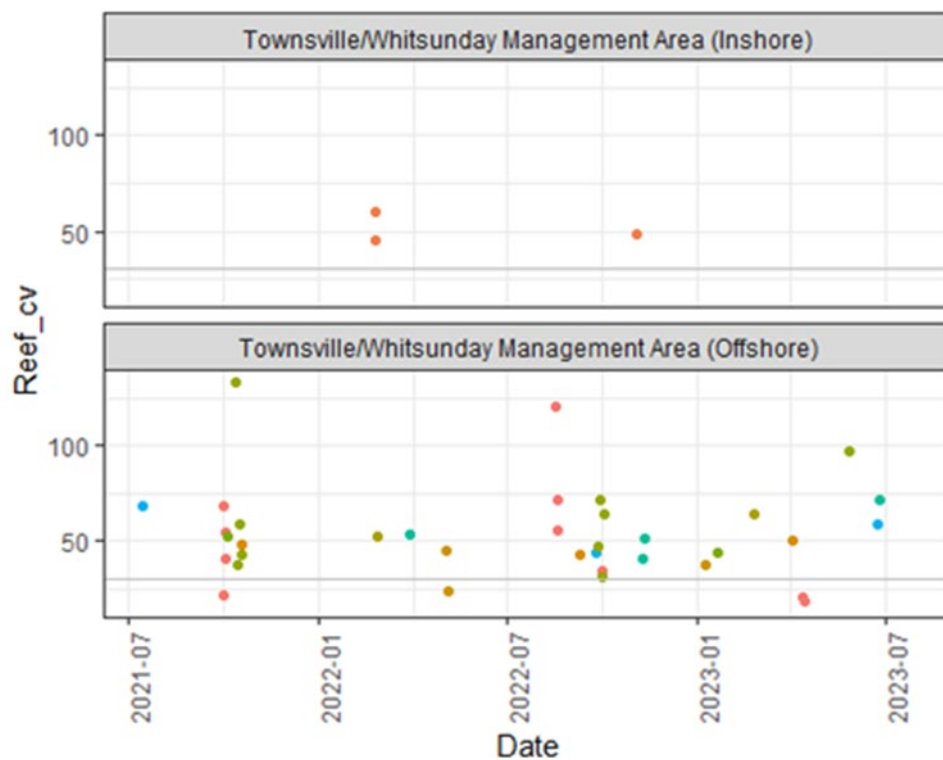 Townsville/Whitsunday Management Area (Inshore)
100
50
Reef_cv
Townsville/Whitsunday Management Area (Offshore)
100
50
2021-07
2022-01
2022-07
2023-01
2023-07
Date